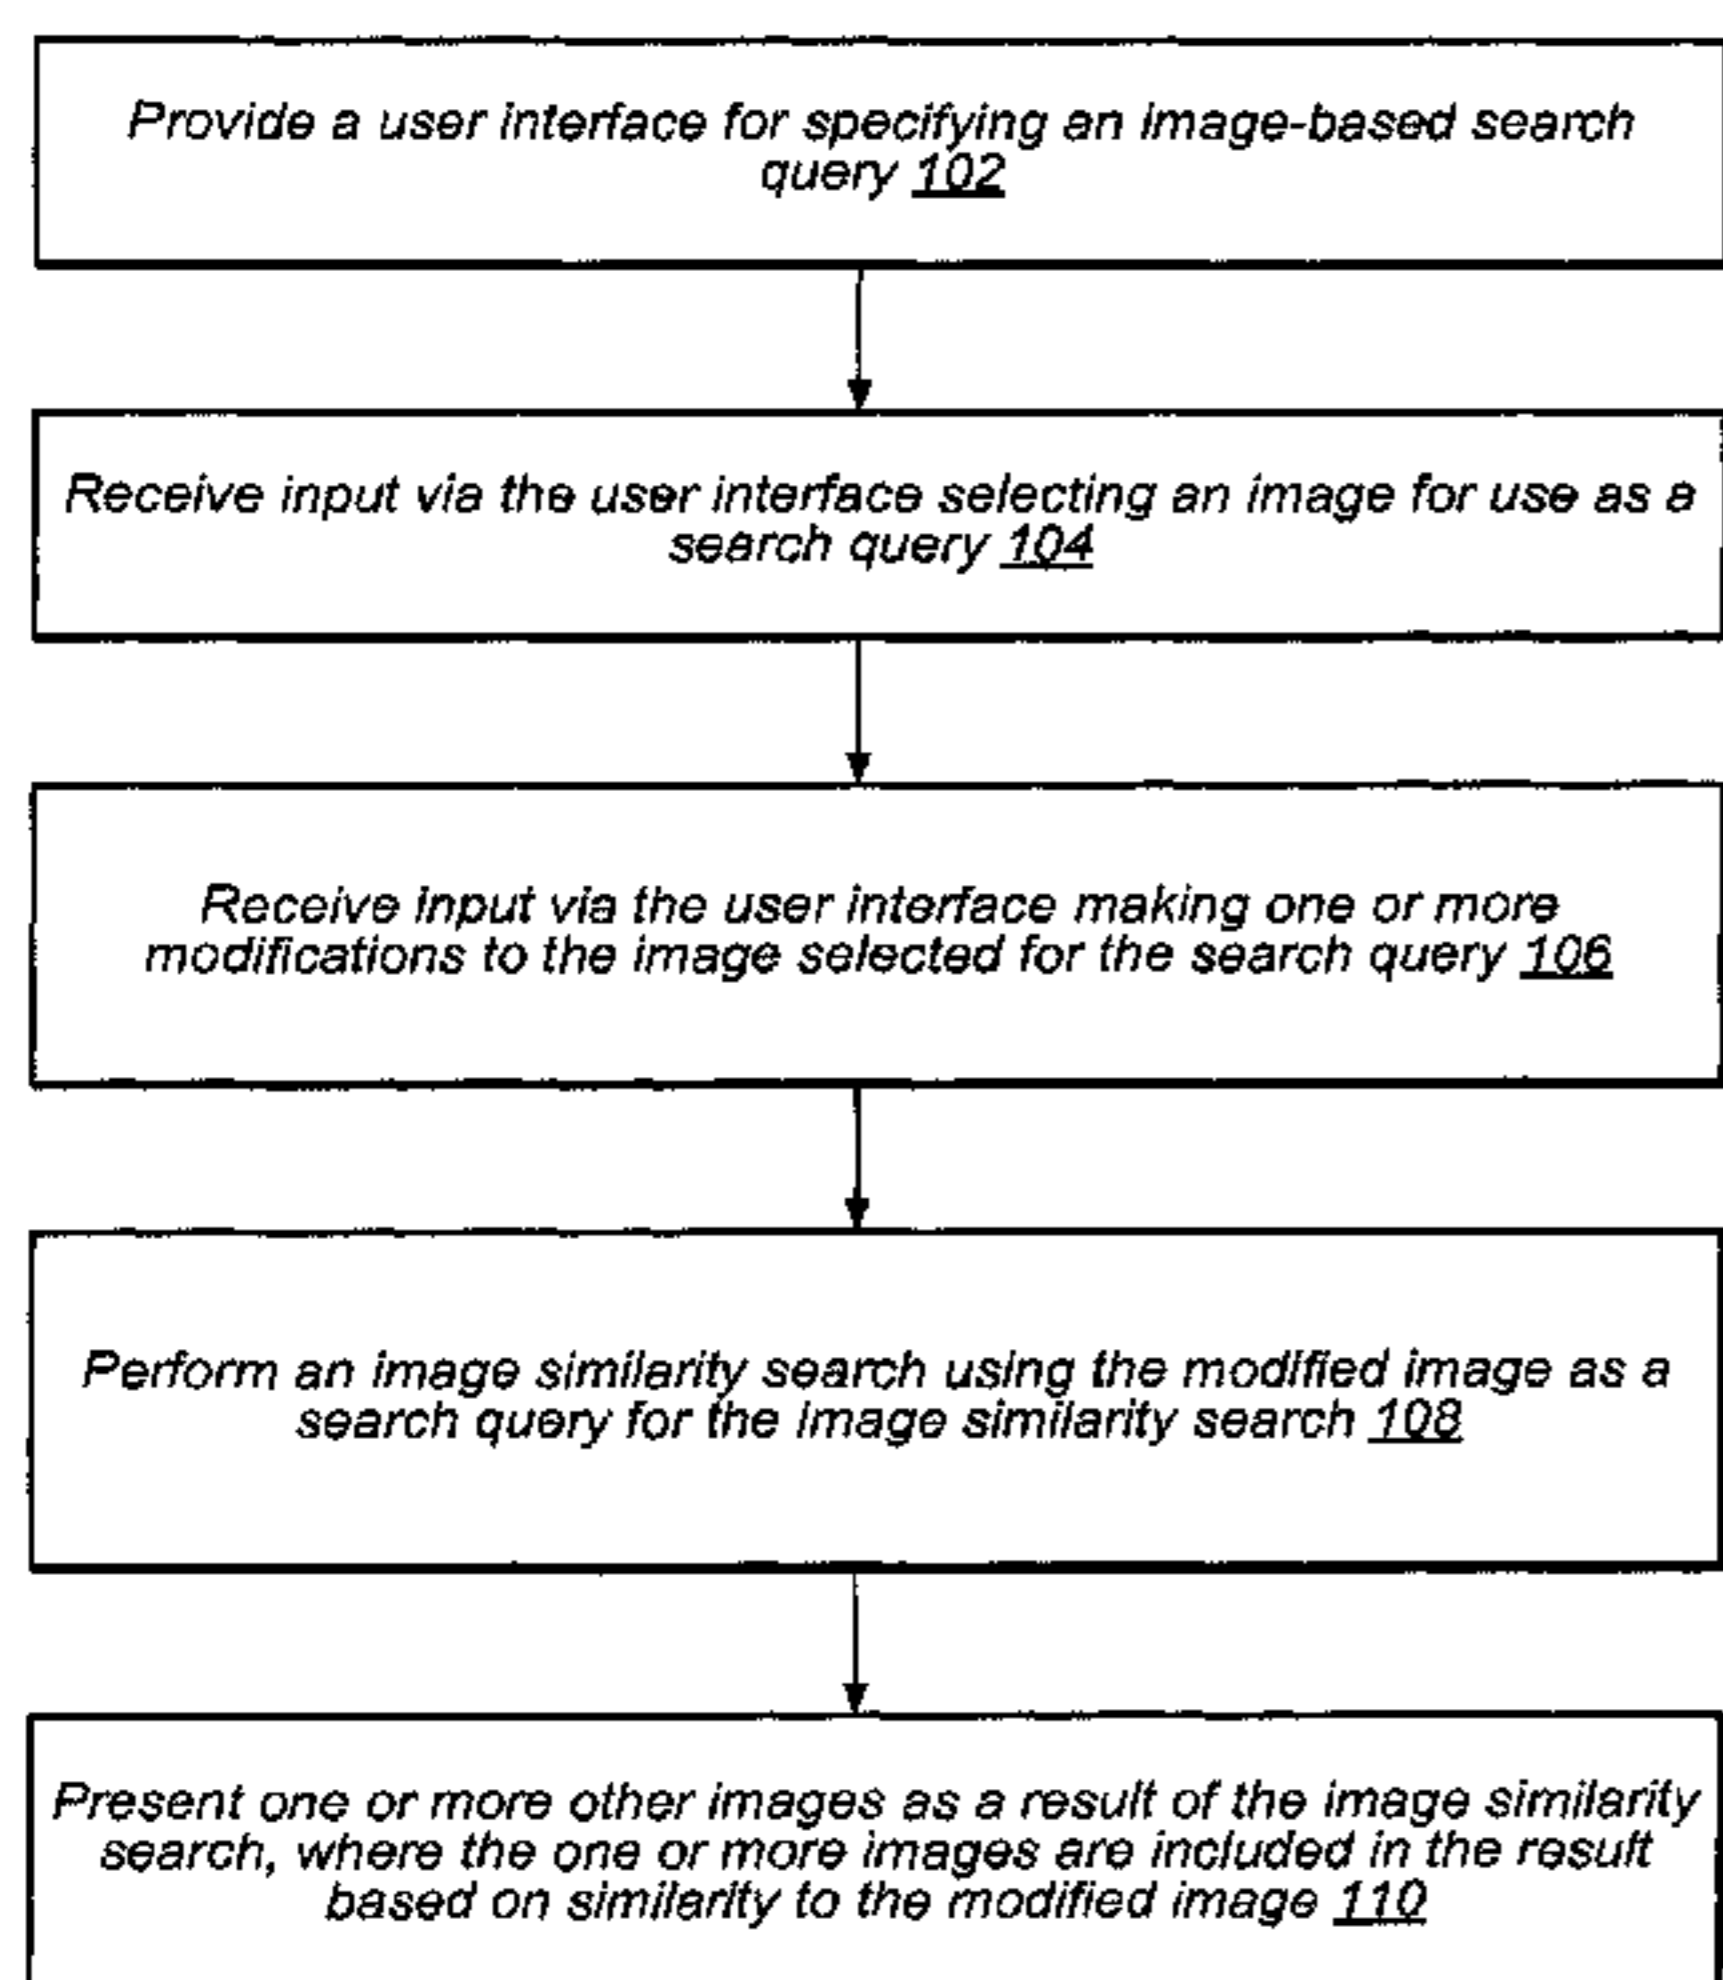 Provide a user interface for specifying an image-based search
query 102
Receive input via the user interface selecting an image for use as a
search query 104
Receive input via the user interface making one or more
modifications to the image selected for the search query 106
Perform an image similarity search using the modified image as a
search query for the image similarity search 108
Present one or more other images as a result of the image similarity
search, where the one or more images are included in the result
based on similarity to the modified image 110